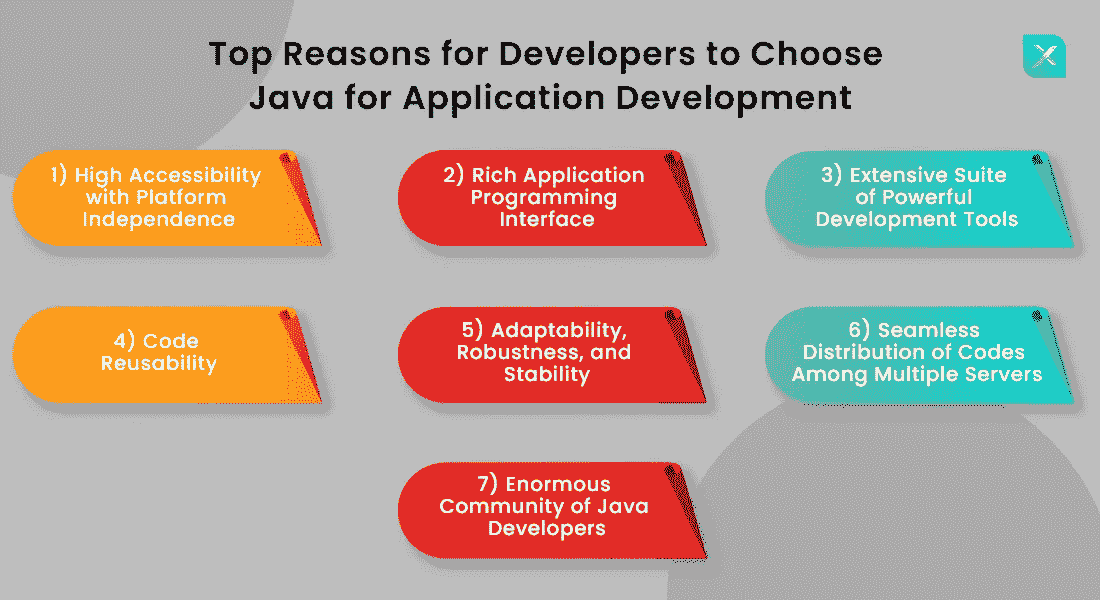 Top Reasons for Developers to Choose
Java for Application Development
1) High Accessibility
with Platform
Independence
2) Rich Application
Programming
Interface
3) Extensive Suite
of Powerful
Development Tools
4) Code
Reusability
5) Adaptability,
Robustness, and
Stability
6) Seamless
Distribution of Codes
Among Multiple Servers
7) Enormous
Community of Java
Developers